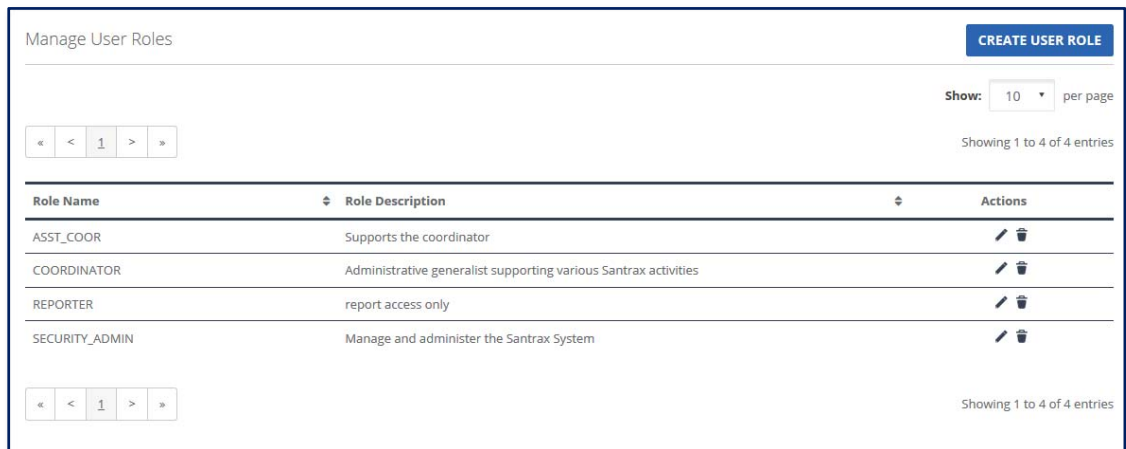 Manage User Roles CREATE USER ROLE
Show: 10 per page
« < 1 > » Showing 1 to 4 of 4 entries
Role Name Role Description Actions
ASST_COOR Supports the coordinator
COORDINATOR Administrative generalist supporting various Santrax activities
REPORTER report access only
SECURITY_ADMIN Manage and administer the Santrax System
« < 1 > » Showing 1 to 4 of 4 entries